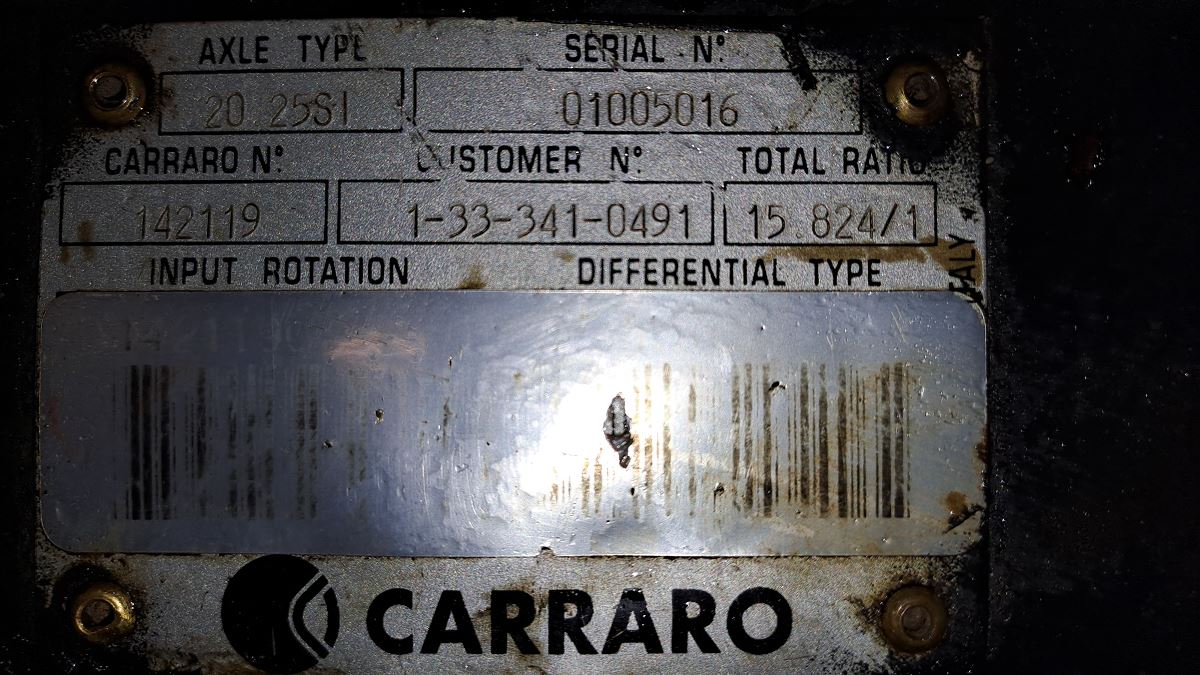 AXLE TYPE SERIAL N°
20.25SI 01005016
CARRARO N° CUSTOMER N° TOTAL RATIO
142119 1-33-341-0491 15.824/1
INPUT ROTATION DIFFERENTIAL TYPE
ITALY
CARRARO